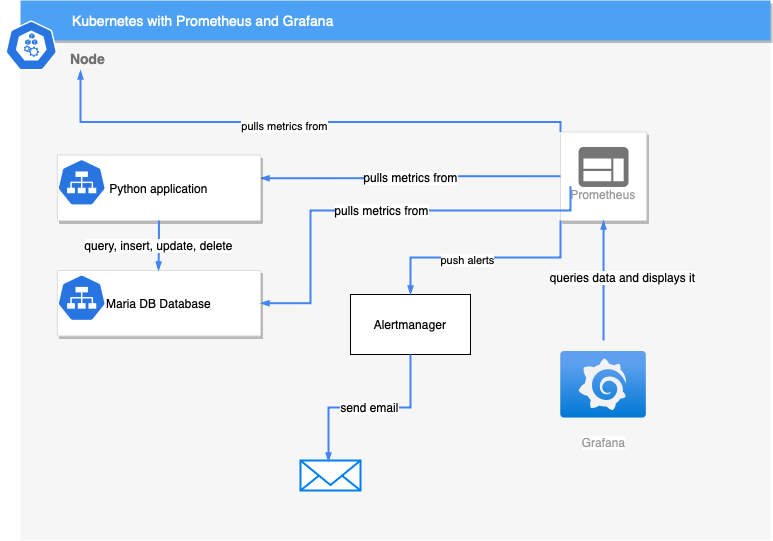 Kubernetes with Prometheus and Grafana
Node
pulls metrics from
Python application
pulls metrics from
Prometheus
pulls metrics from
query, insert, update, delete
push alerts
queries data and displays it
Maria DB Database
Alertmanager
send email
Grafana